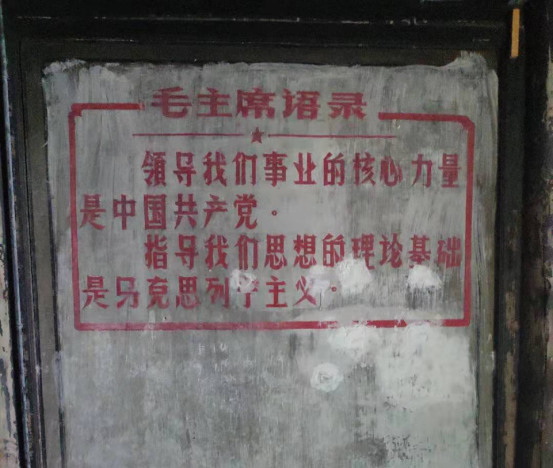 毛主席语录
领导我们事业的核心力量
是中国共产党。
指导我们思想的理论基础
是马克思列宁主义。